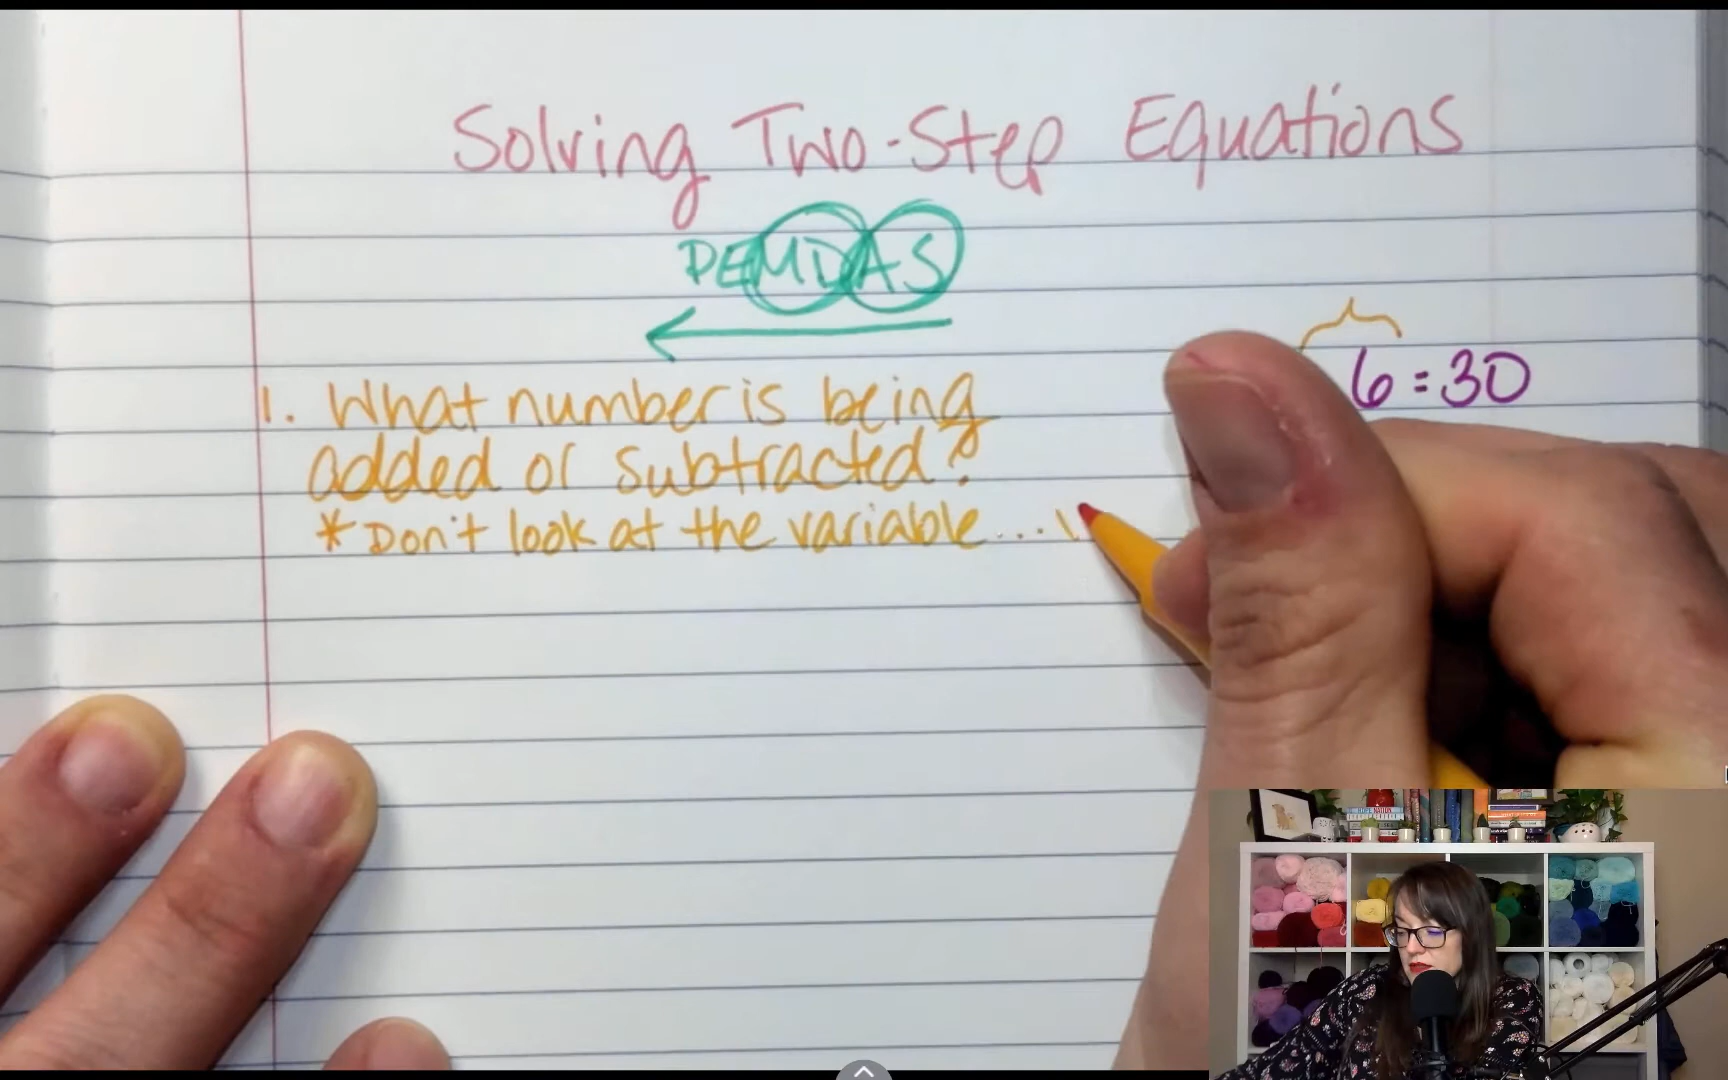 Solving Two-Step Equations
PEMDAS
6 = 30
1. What number is being
added or subtracted?
*Don't look at the variable...